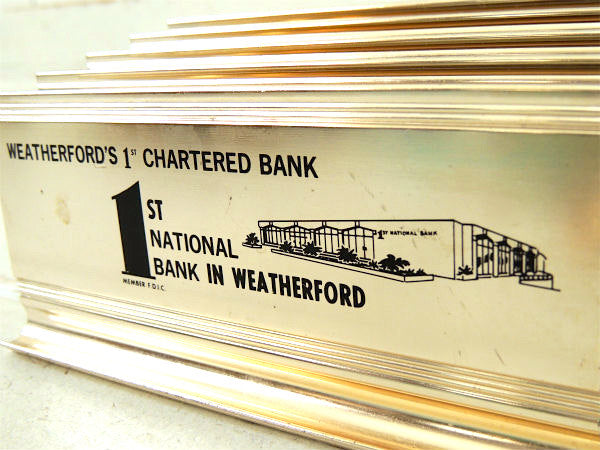 WEATHERFORD'S 1ST CHARTERED BANK
1ST
NATIONAL
BANK IN WEATHERFORD
MEMBER F.D.I.C.
1ST NATIONAL BANK